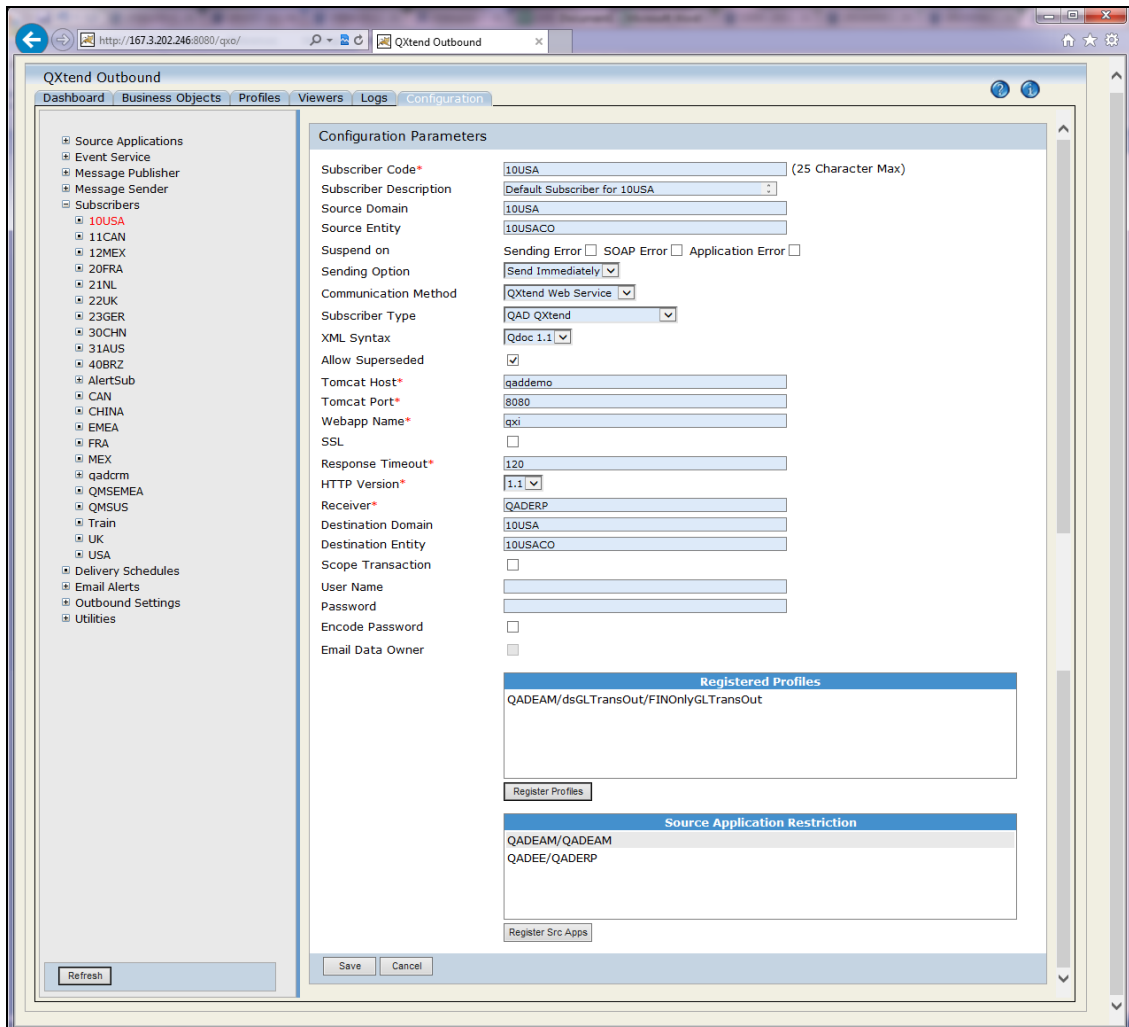 http://167.3.202.246:8080/qxo/
QXtend Outbound
QXtend Outbound
Dashboard Business Objects Profiles Viewers Logs Configuration
Source Applications
Event Service
Message Publisher
Message Sender
Subscribers
10USA
11CAN
12MEX
20FRA
21NL
22UK
23GER
30CHN
31AUS
40BRZ
AlertSub
CAN
CHINA
EMEA
FRA
MEX
qadcrm
QMSEMEA
QMSUS
Train
UK
USA
Delivery Schedules
Email Alerts
Outbound Settings
Utilities
Refresh
Configuration Parameters
Subscriber Code* 10USA (25 Character Max)
Subscriber Description Default Subscriber for 10USA
Source Domain 10USA
Source Entity 10USACO
Suspend on Sending Error SOAP Error Application Error
Sending Option Send Immediately
Communication Method QXtend Web Service
Subscriber Type QAD QXtend
XML Syntax Qdoc 1.1
Allow Superseded
Tomcat Host* qaddemo
Tomcat Port* 8080
Webapp Name* qxi
SSL
Response Timeout* 120
HTTP Version* 1.1
Receiver* QADERP
Destination Domain 10USA
Destination Entity 10USACO
Scope Transaction
User Name
Password
Encode Password
Email Data Owner
Registered Profiles
QADEAM/dsGLTransOut/FINOnlyGLTransOut
Register Profiles
Source Application Restriction
QADEAM/QADEAM
QADEE/QADERP
Register Src Apps
Save Cancel